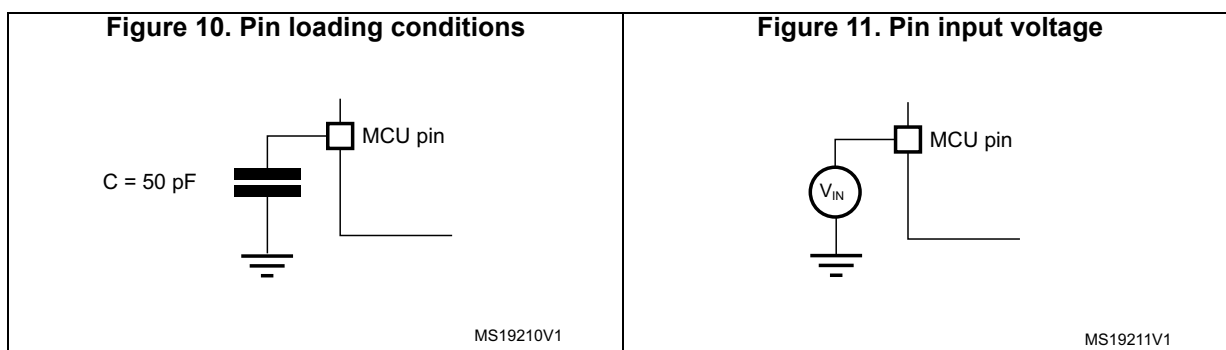 Figure 10. Pin loading conditions
MCU pin
C = 50 pF
MS19210V1
Figure 11. Pin input voltage
MCU pin
VIN
MS19211V1